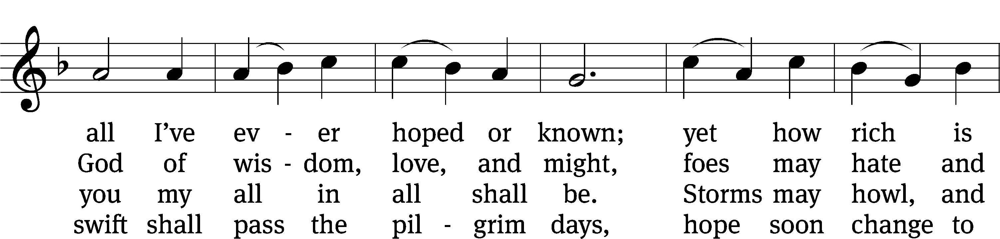 all I’ve ev - er hoped or known; yet how rich is
God of wis - dom, love, and might, foes may hate and
you my all in all shall be. Storms may howl, and
swift shall pass the pil - grim days, hope soon change to